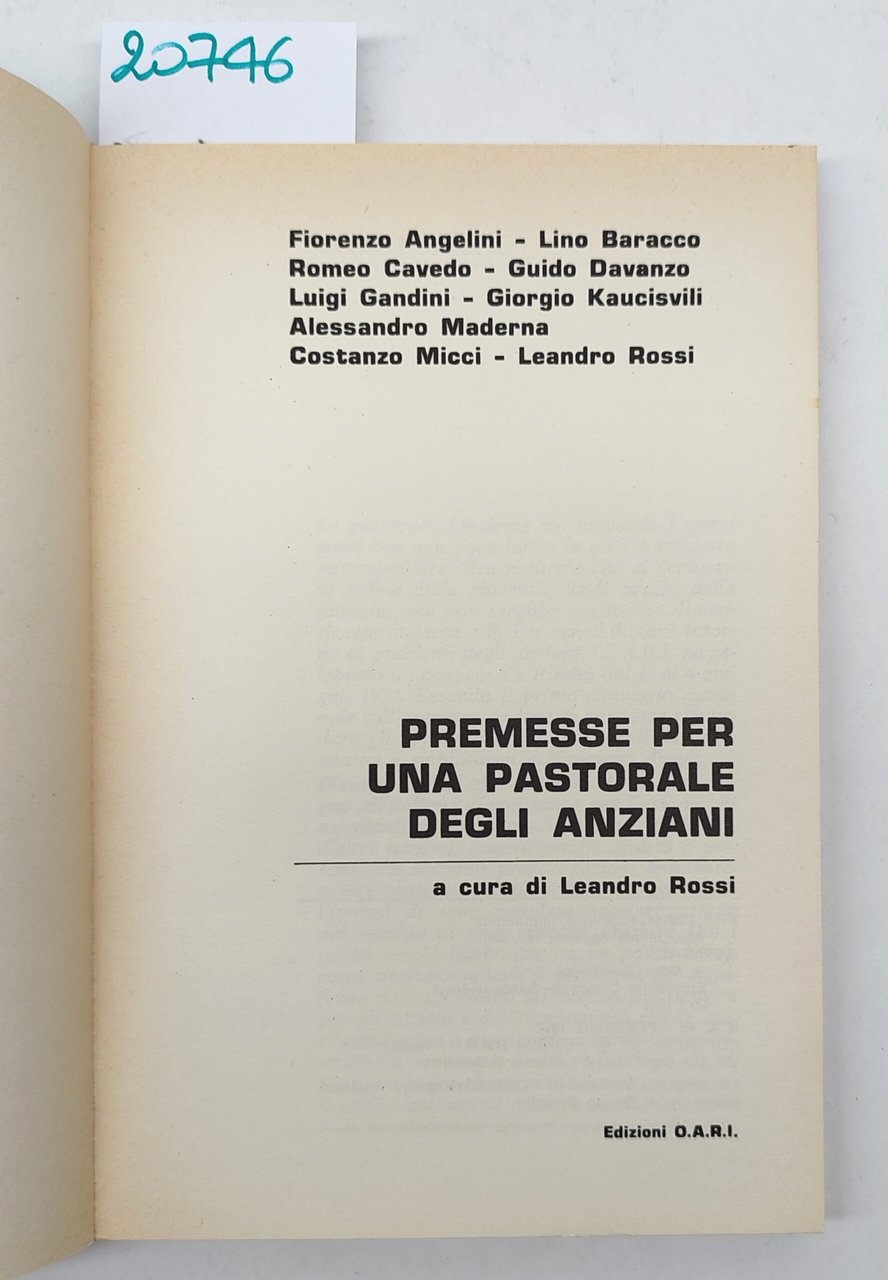 20746
Fiorenzo Angelini - Lino Baracco
Romeo Cavedo - Guido Davanzo
Luigi Gandini - Giorgio Kaucisvili
Alessandro Maderna
Costanzo Micci - Leandro Rossi
PREMESSE PER
UNA PASTORALE
DEGLI ANZIANI
a cura di Leandro Rossi
Edizioni O.A.R.I.